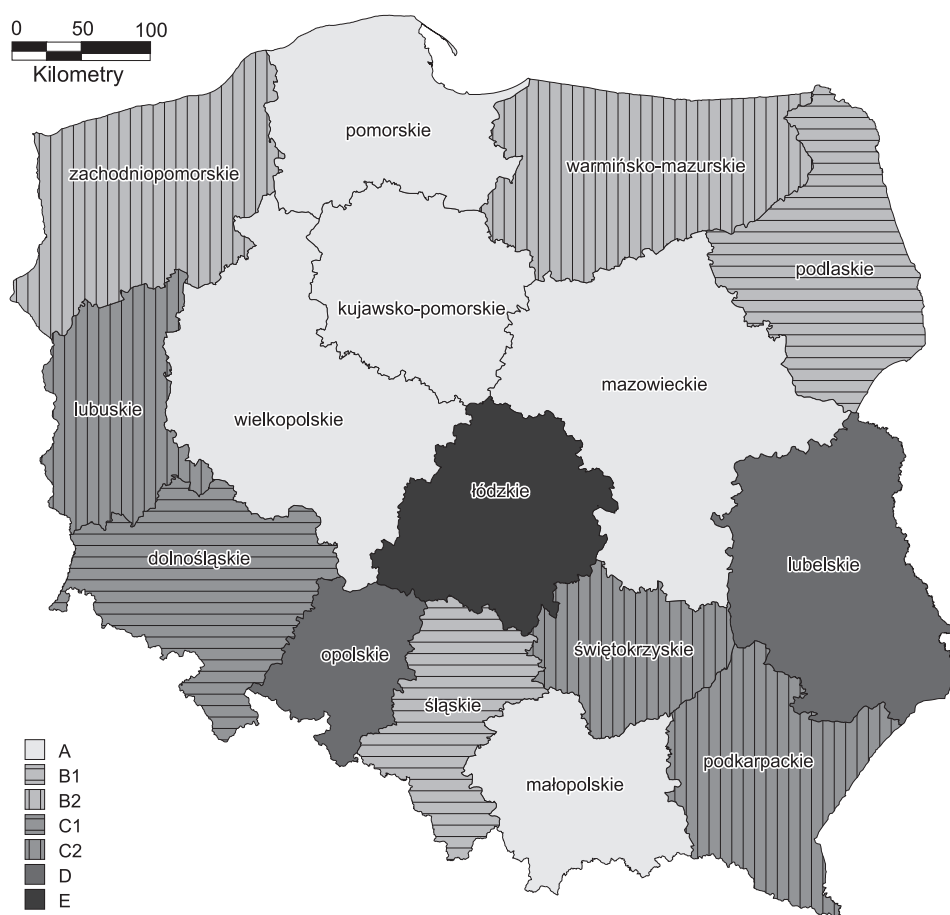 0 50 100
Kilometry
pomorskie
zachodniopomorskie
warmińsko-mazurskie
podlaskie
kujawsko-pomorskie
mazowieckie
lubuskie
wielkopolskie
łódzkie
dolnośląskie
lubelskie
opolskie
świętokrzyskie
śląskie
podkarpackie
małopolskie
A
B1
B2
C1
C2
D
E